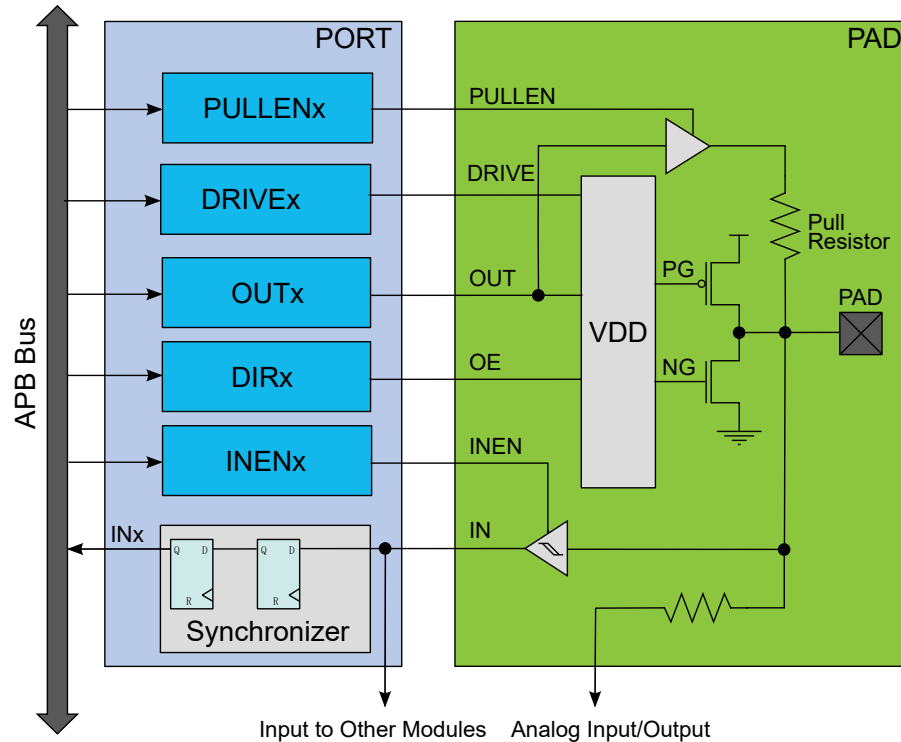 PORT
PAD
PULLENx
PULLEN
DRIVEx
DRIVE
Pull
Resistor
OUTx
OUT
PG
PAD
VDD
DIRx
OE
NG
APB Bus
INENx
INEN
INx
IN
Q D
Q D
R
R
Synchronizer
Input to Other Modules
Analog Input/Output